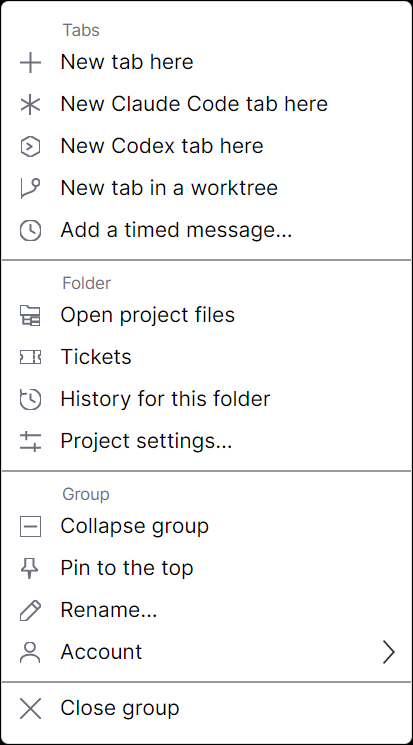 Tabs
New tab here
New Claude Code tab here
New Codex tab here
New tab in a worktree
Add a timed message...
Folder
Open project files
Tickets
History for this folder
Project settings...
Group
Collapse group
Pin to the top
Rename...
Account
Close group